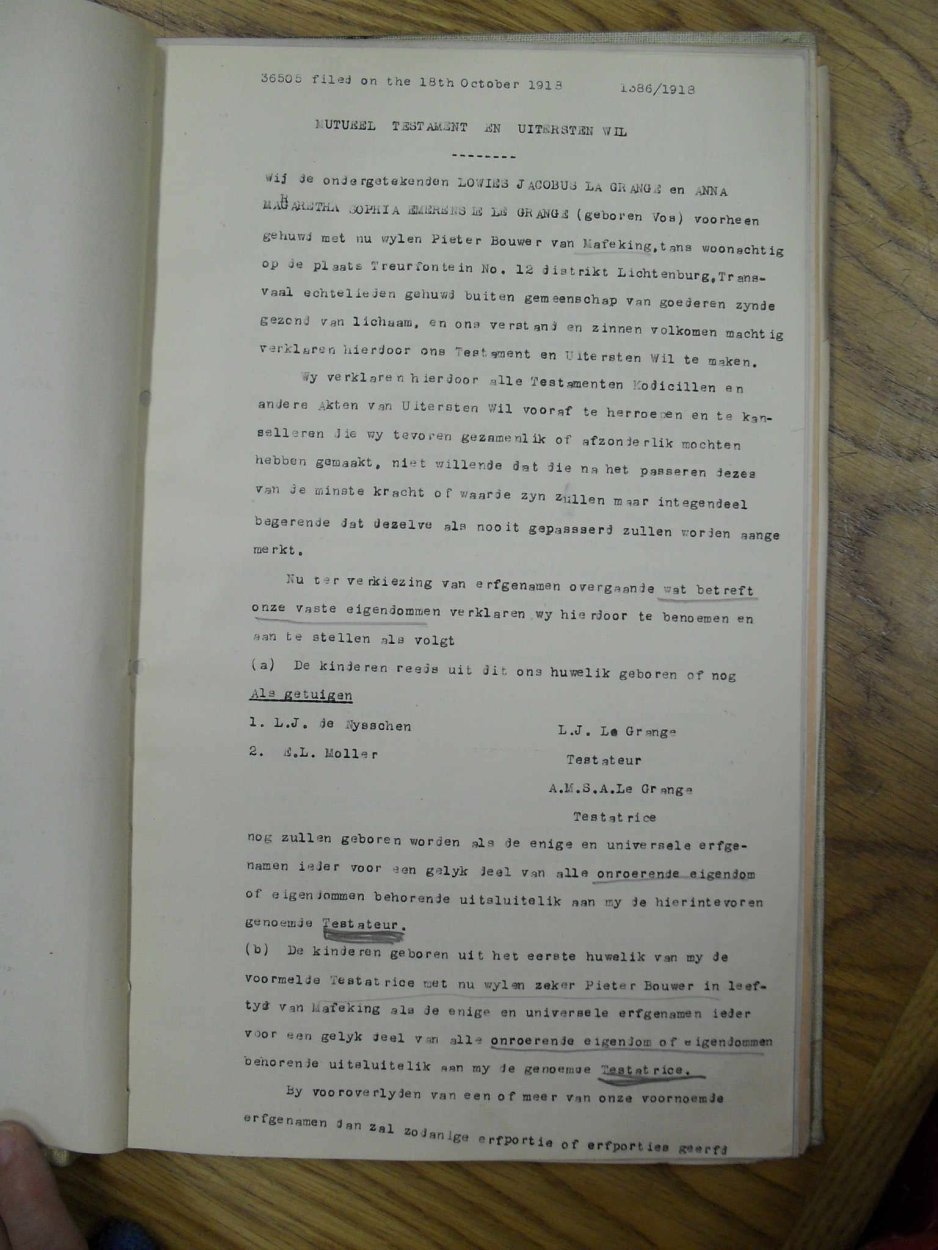 36505 filed on the 18th October 1918 1386/1918
MUTUEEL TESTAMENT EN UITERSTEN WIL
--------
Wij de ondergetekenden LOWIES JACOBUS LA GRANGE en ANNA
MAGARETHA SOPHIA EMERENSIE LE GRANGE (geboren Vos) voorheen
gehuwd met nu wylen Pieter Bouwer van Mafeking,tans woonachtig
op de plaats Treurfontein No. 12 distrikt Lichtenburg,Trans-
vaal echtelieden gehuwd buiten gemeenschap van goederen zynde
gezond van lichaam, en ons verstand en zinnen volkomen machtig
verklaren hierdoor ons Testament en Uitersten Wil te maken.
Wy verklaren hierdoor alle Testamenten Kodicillen en
andere Akten van Uitersten Wil vooraf te herroepen en te kan-
selleren die wy tevoren gezamenlik of afzonderlik mochten
hebben gemaakt, niet willende dat die na het passeren dezes
van de minste kracht of waarde zyn zullen maar integendeel
begerende dat dezelve als nooit gepassserd zullen worden aange
merkt.
Nu ter verkiezing van erfgenamen overgaande wat betreft
onze vaste eigendommen verklaren wy hierdoor te benoemen en
aan te stellen als volgt
(a) De kinderen reeds uit dit ons huwelik geboren of nog
Als getuigen
1. L.J. de Nysschen L.J. Le Grange
2. E.L. Moller Testateur
A.M.S.A.Le Grange
Testatrice
nog zullen geboren worden als de enige en universele erfge-
namen ieder voor een gelyk deel van alle onroerende eigendom
of eigendommen behorende uitsluitelik aan my de hierintevoren
genoemde Testateur.
(b) De kinderen geboren uit het eerste huwelik van my de
voormelde Testatrice met nu wylen zeker Pieter Bouwer in leef-
tyd van Mafeking als de enige en universele erfgenamen ieder
voor een gelyk deel van alle onroerende eigendom of eigendommen
behorende uitsluitelik aan my de genoemde Testatrice.
By vooroverlyden van een of meer van onze voornoemde
erfgenamen dan zal zodanige erfportie of erfporties geerfd